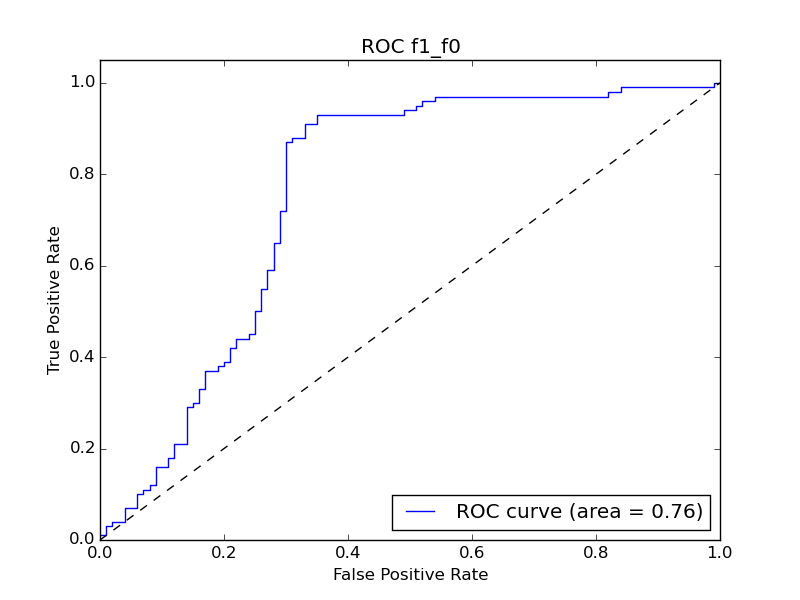 ROC f1_f0
True Positive Rate
1.0
0.8
0.6
0.4
0.2
0.0
ROC curve (area = 0.76)
0.0 0.2 0.4 0.6 0.8 1.0
False Positive Rate